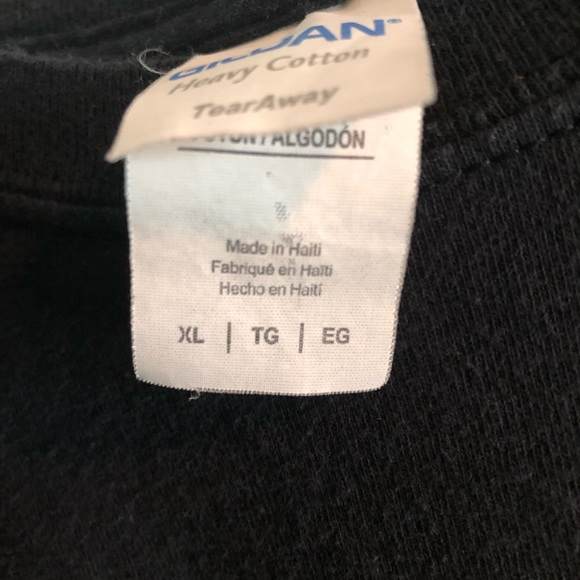 GILDAN®
Heavy Cotton
TearAway
/ ALGODÓN
Made in Haiti
Fabriqué en Haïti
Hecho en Haití
XL | TG | EG